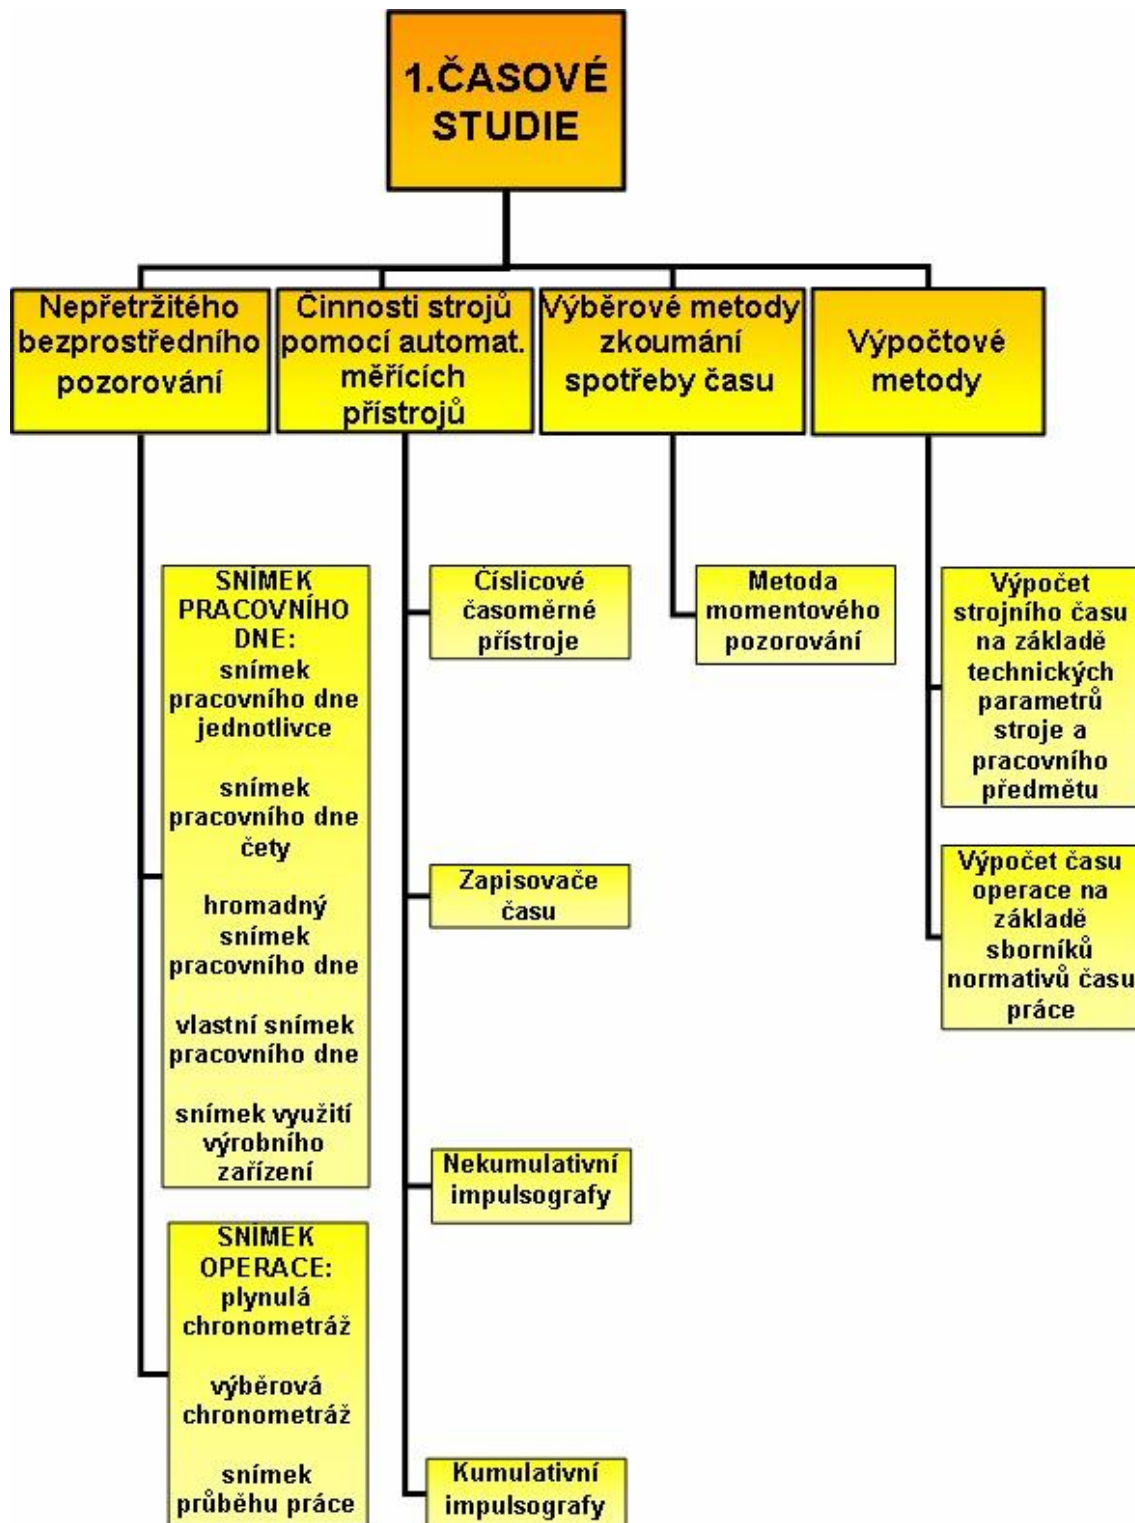 1.ČASOVÉ
STUDIE
Nepřetržitého
bezprostředního
pozorování
Činnosti strojů
pomocí automat.
měřících
přístrojů
Výběrové metody
zkoumání
spotřeby času
Výpočtové
metody
SNÍMEK
PRACOVNÍHO
DNE:
snímek
pracovního dne
jednotlivce
snímek
pracovního dne
čety
hromadný
snímek
pracovního dne
vlastní snímek
pracovního dne
snímek využití
výrobního
zařízení
SNÍMEK
OPERACE:
plynulá
chronometráž
výběrová
chronometráž
snímek
průběhu práce
Číslicové
časoměrné
přístroje
Zapisovače
času
Nekumulativní
impulsografy
Kumulativní
impulsografy
Metoda
momentového
pozorování
Výpočet
strojního času
na základě
technických
parametrů
stroje a
pracovního
předmětu
Výpočet času
operace na
základě
sborníků
normativů času
práce